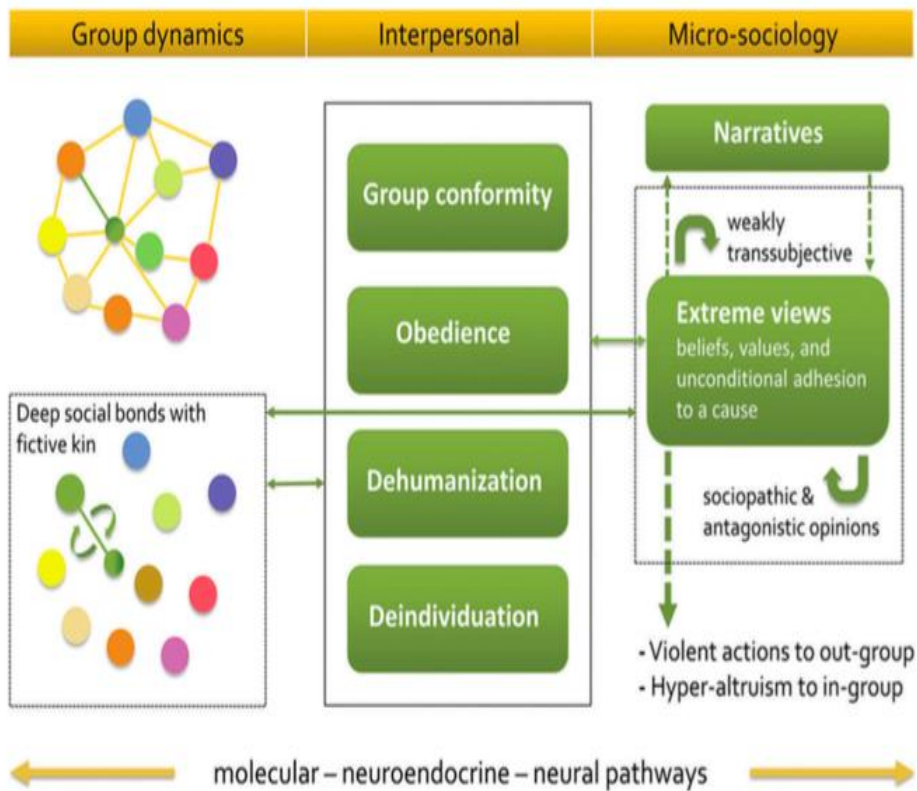 Group dynamics
Interpersonal
Micro-sociology
Deep social bonds with
fictive kin
Group conformity
Obedience
Dehumanization
Deindividuation
Narratives
weakly
transsubjective
Extreme views
beliefs, values, and
unconditional adhesion
to a cause
sociopathic &
antagonistic opinions
- Violent actions to out-group
- Hyper-altruism to in-group
molecular – neuroendocrine – neural pathways